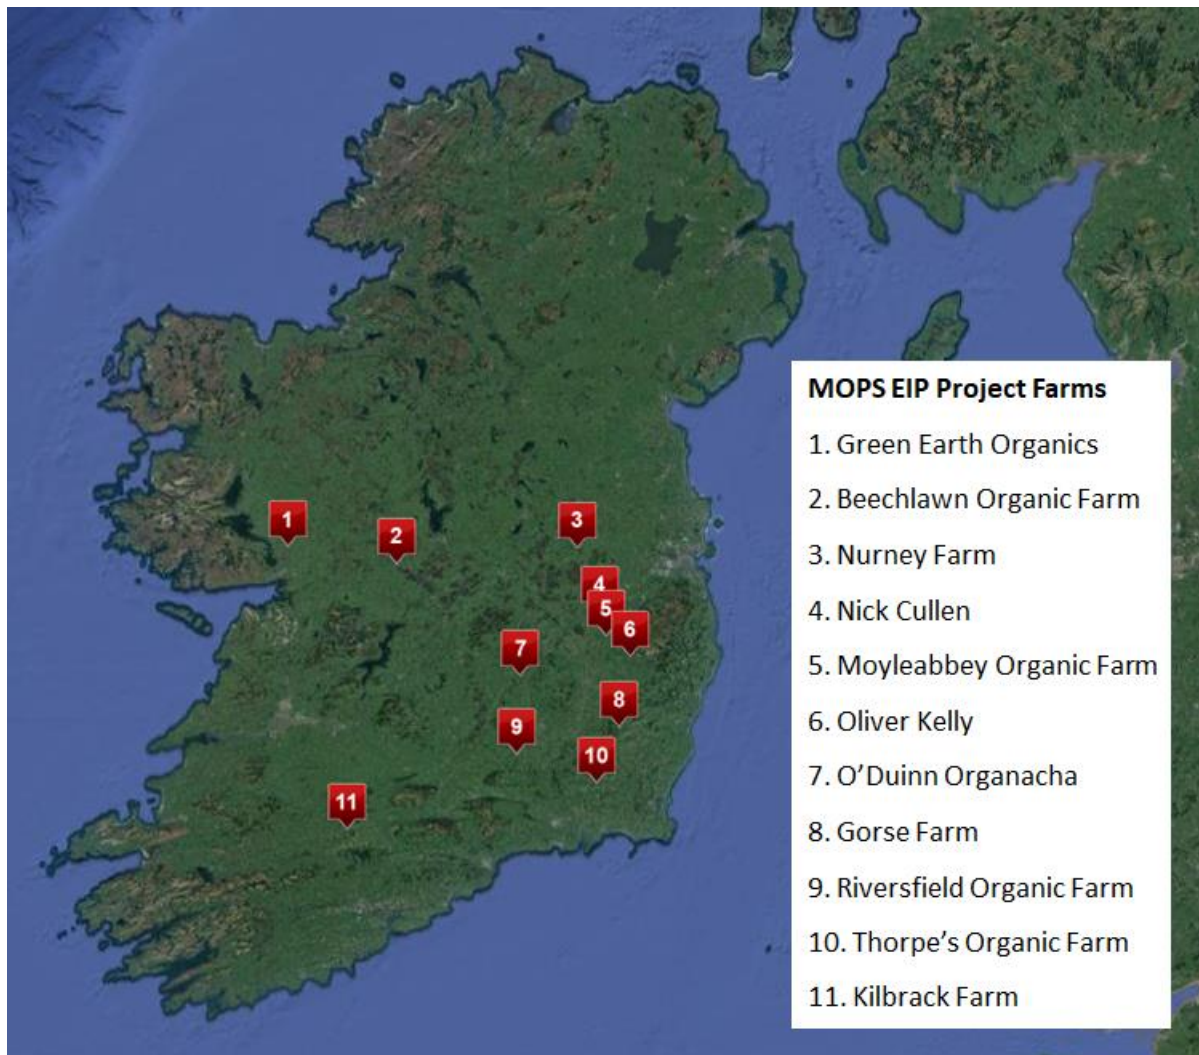 MOPS EIP Project Farms
1. Green Earth Organics
2. Beechlawn Organic Farm
3. Nurney Farm
4. Nick Cullen
5. Moyleabbey Organic Farm
6. Oliver Kelly
7. O’Duinn Organacha
8. Gorse Farm
9. Riversfield Organic Farm
10. Thorpe’s Organic Farm
11. Kilbrack Farm
1
2
3
4
5
6
7
8
9
10
11